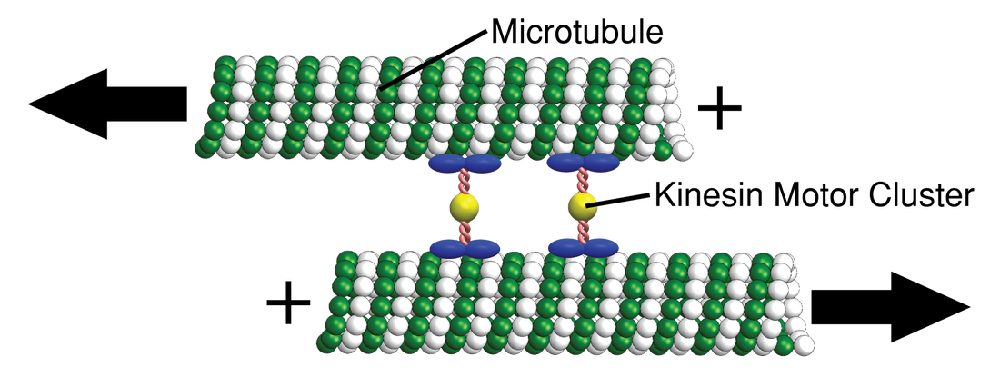 Microtubule
+
Kinesin Motor Cluster
+